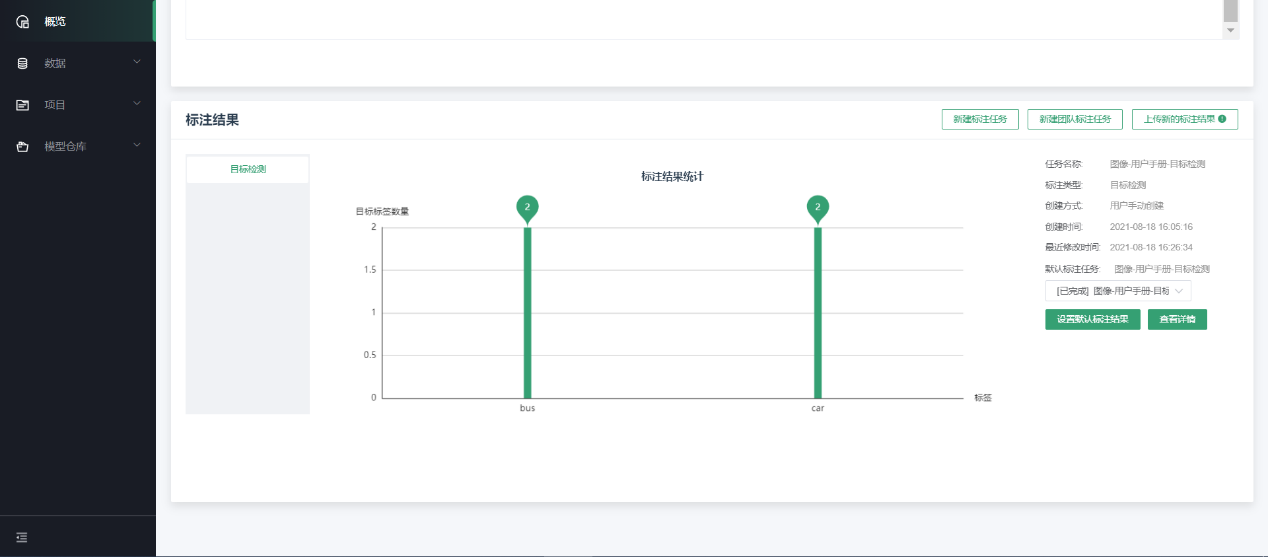 概览
数据
项目
模型仓库
标注结果
新建标注任务
新建团队标注任务
上传新的标注结果
目标检测
标注结果统计
目标标签数量
2
2
2
1.5
1
0.5
0
bus
car
标签
任务名称: 图像-用户手册-目标检测
标注类型: 目标检测
创建方式: 用户手动创建
创建时间: 2021-08-18 16:05:16
最近修改时间: 2021-08-18 16:26:34
默认标注任务: 图像-用户手册-目标检测
[已完成] 图像-用户手册-目标
设置默认标注结果
查看详情